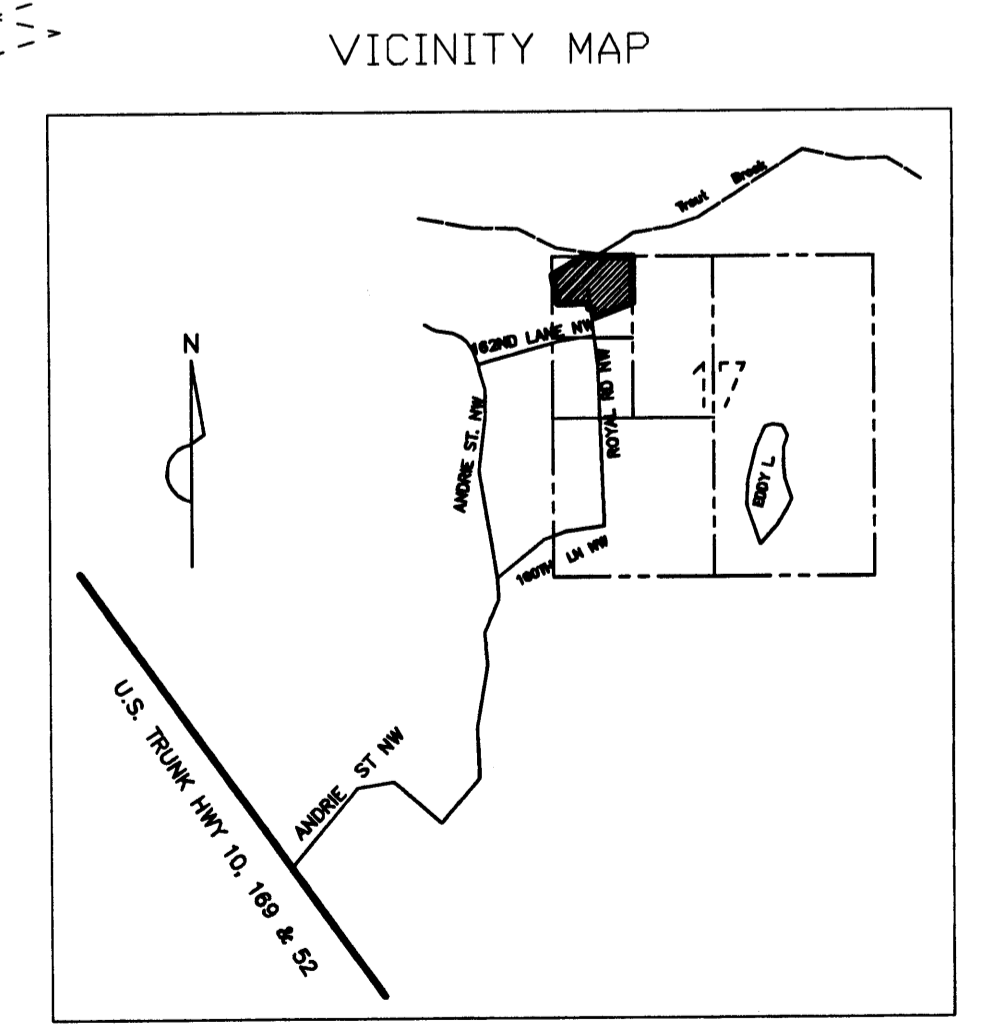 VICINITY MAP
Trout Brook
N
162ND LANE NW
ROYAL RD NW
17
ANDRIE ST. NW
EDDY L
160TH LN NW
U.S. TRUNK HWY 10, 169 & 52
ANDRIE ST NW